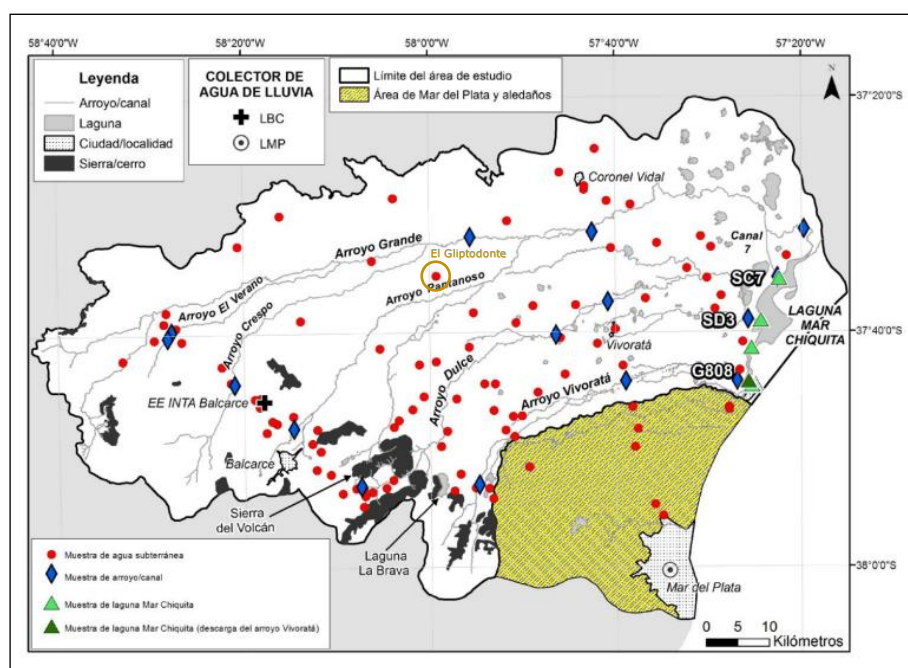 58°40'0"W
58°20'0"W
58°0'0"W
57°40'0"W
57°20'0"W
Leyenda
Arroyo/canal
Laguna
Ciudad/localidad
Sierra/cerro
COLECTOR DE
AGUA DE LLUVIA
LBC
LMP
Límite del área de estudio
Área de Mar del Plata y aledaños
N
37°20'0"S
Coronel Vidal
Canal
7
Arroyo Grande
El Gliptodonte
Arroyo Pantanoso
SC7
Arroyo El Verano
Arroyo Crespo
SD3
LAGUNA
MAR
CHIQUITA
37°40'0"S
Vivoratá
Arroyo Dulce
G808
Arroyo Vivoratá
EE INTA Balcarce
Balcarce
Sierra
del Volcán
Laguna
La Brava
38°0'0"S
Mar del Plata
Muestra de agua subterránea
Muestra de arroyo/canal
Muestra de laguna Mar Chiquita
Muestra de laguna Mar Chiquita (descarga del arroyo Vivoratá)
0 5 10
Kilómetros